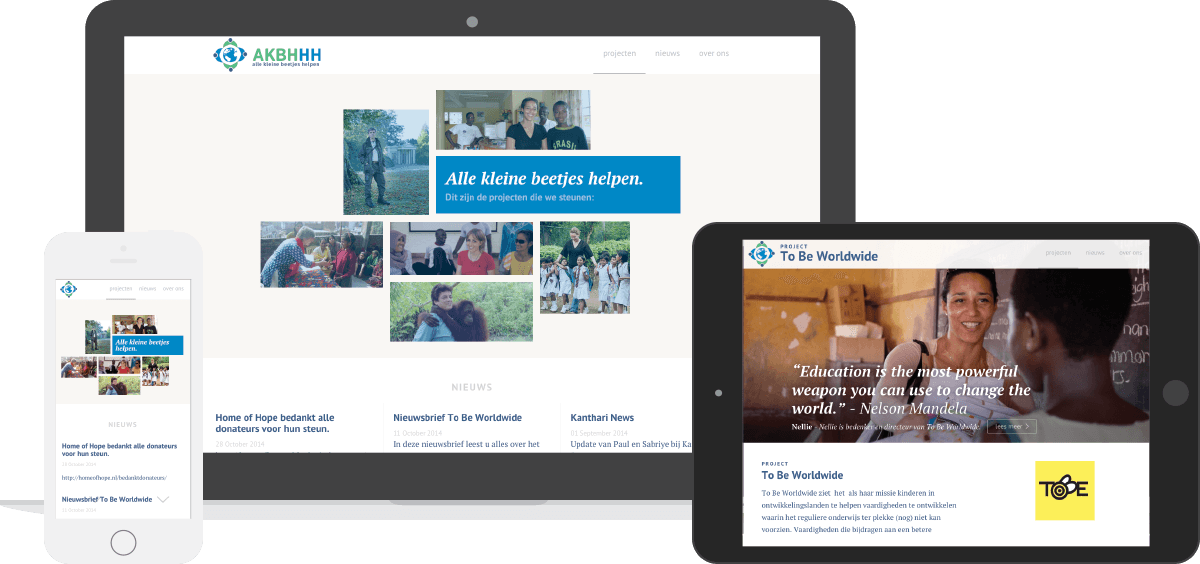 AKBHHH
alle kleine beetjes helpen
projecten nieuws over ons
BRASIL
Alle kleine beetjes helpen.
Dit zijn de projecten die we steunen:
NIEUWS
Home of Hope bedankt alle
donateurs voor hun steun.
28 October 2014
Nieuwsbrief To Be Worldwide
11 October 2014
In deze nieuwsbrief leest u alles over het
Kanthari News
01 September 2014
Update van Paul en Sabriye bij Ka
projecten nieuws over ons
Alle kleine beetjes
helpen.
NIEUWS
Home of Hope bedankt alle donateurs
voor hun steun.
28 October 2014
http://homeofhope.nl/bedanktdonateurs/
Nieuwsbrief To Be Worldwide
11 October 2014
PROJECT
To Be Worldwide
projecten nieuws over ons
“Education is the most powerful
weapon you can use to change the
world.” - Nelson Mandela
Nellie - Nellie is bedenker en directeur van To Be Worldwide.
lees meer
PROJECT
To Be Worldwide
To Be Worldwide ziet het als haar missie kinderen in
ontwikkelingslanden te helpen vaardigheden te ontwikkelen
waarin het reguliere onderwijs ter plekke (nog) niet kan
voorzien. Vaardigheden die bijdragen aan een betere